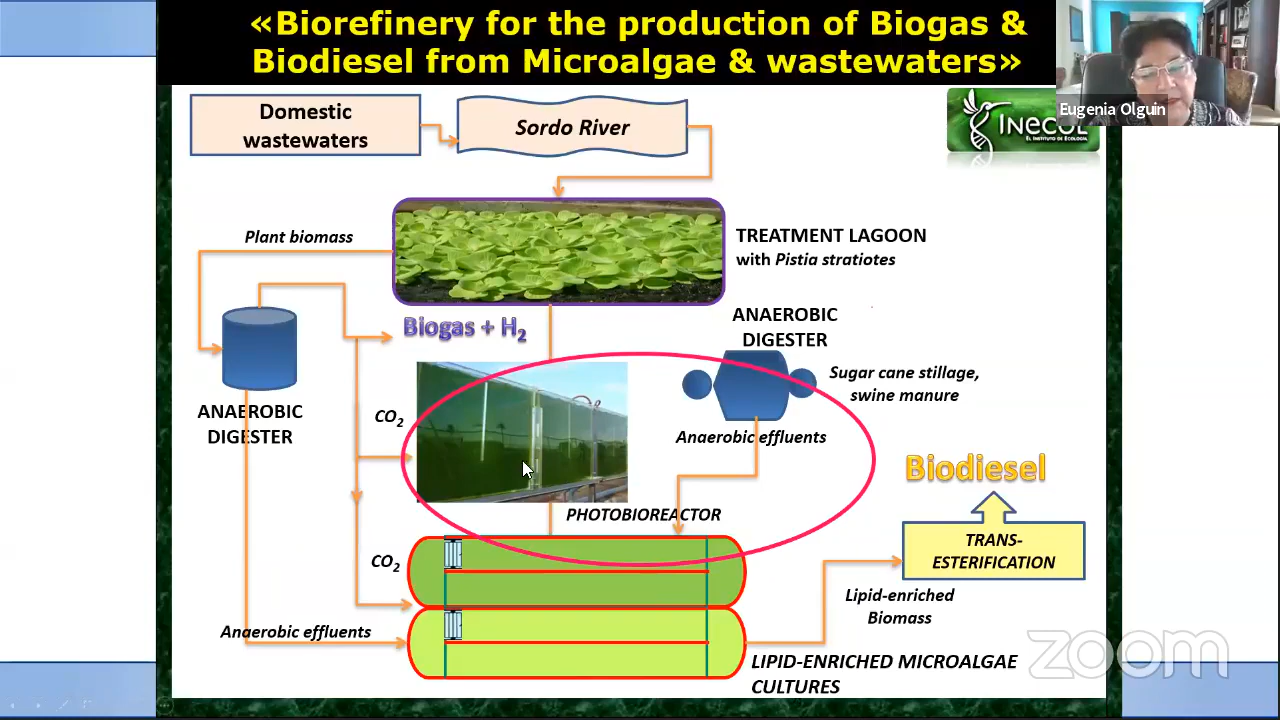 «Biorefinery for the production of Biogas &
Biodiesel from Microalgae & wastewaters»
Eugenia Olguin
INECOL
EL INSTITUTO DE ECOLOGÍA
Domestic
wastewaters
Sordo River
Plant biomass
TREATMENT LAGOON
with Pistia stratiotes
Biogas + H2
ANAEROBIC
DIGESTER
Sugar cane stillage,
swine manure
ANAEROBIC
DIGESTER
CO2
Anaerobic effluents
Biodiesel
PHOTOBIOREACTOR
TRANS-
ESTERIFICATION
CO2
Lipid-enriched
Biomass
Anaerobic effluents
LIPID-ENRICHED MICROALGAE
CULTURES
zoom